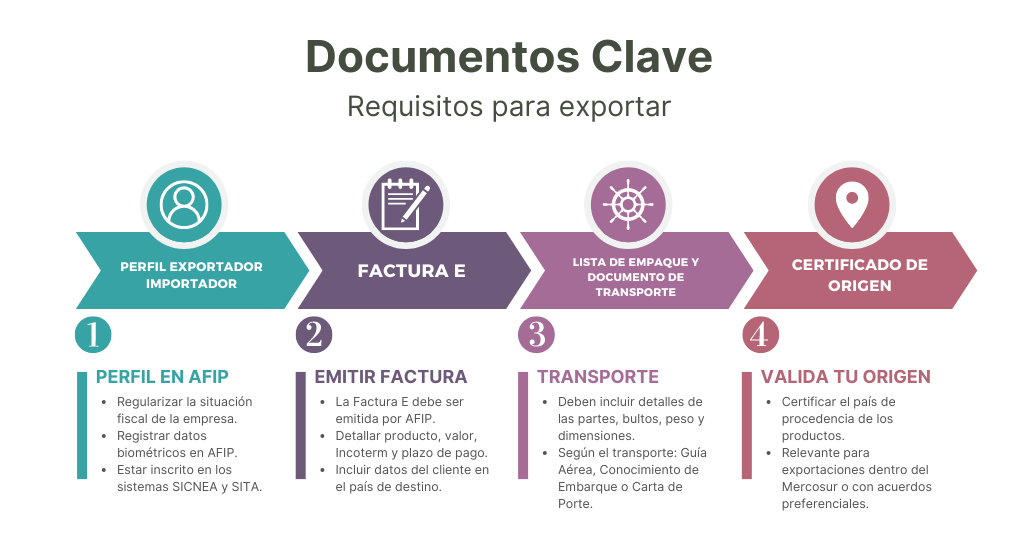 Documentos Clave
Requisitos para exportar
PERFIL EXPORTADOR
IMPORTADOR
FACTURA E
LISTA DE EMPAQUE Y
DOCUMENTO DE
TRANSPORTE
CERTIFICADO DE
ORIGEN
1
PERFIL EN AFIP
• Regularizar la situación
fiscal de la empresa.
• Registrar datos
biométricos en AFIP.
• Estar inscrito en los
sistemas SICNEA y SITA.
2
EMITIR FACTURA
• La Factura E debe ser
emitida por AFIP.
• Detallar producto, valor,
Incoterm y plazo de pago.
• Incluir datos del cliente en
el país de destino.
3
TRANSPORTE
• Deben incluir detalles de
las partes, bultos, peso y
dimensiones.
• Según el transporte: Guía
Aérea, Conocimiento de
Embarque o Carta de
Porte.
4
VALIDA TU ORIGEN
• Certificar el país de
procedencia de los
productos.
• Relevante para
exportaciones dentro del
Mercosur o con acuerdos
preferenciales.